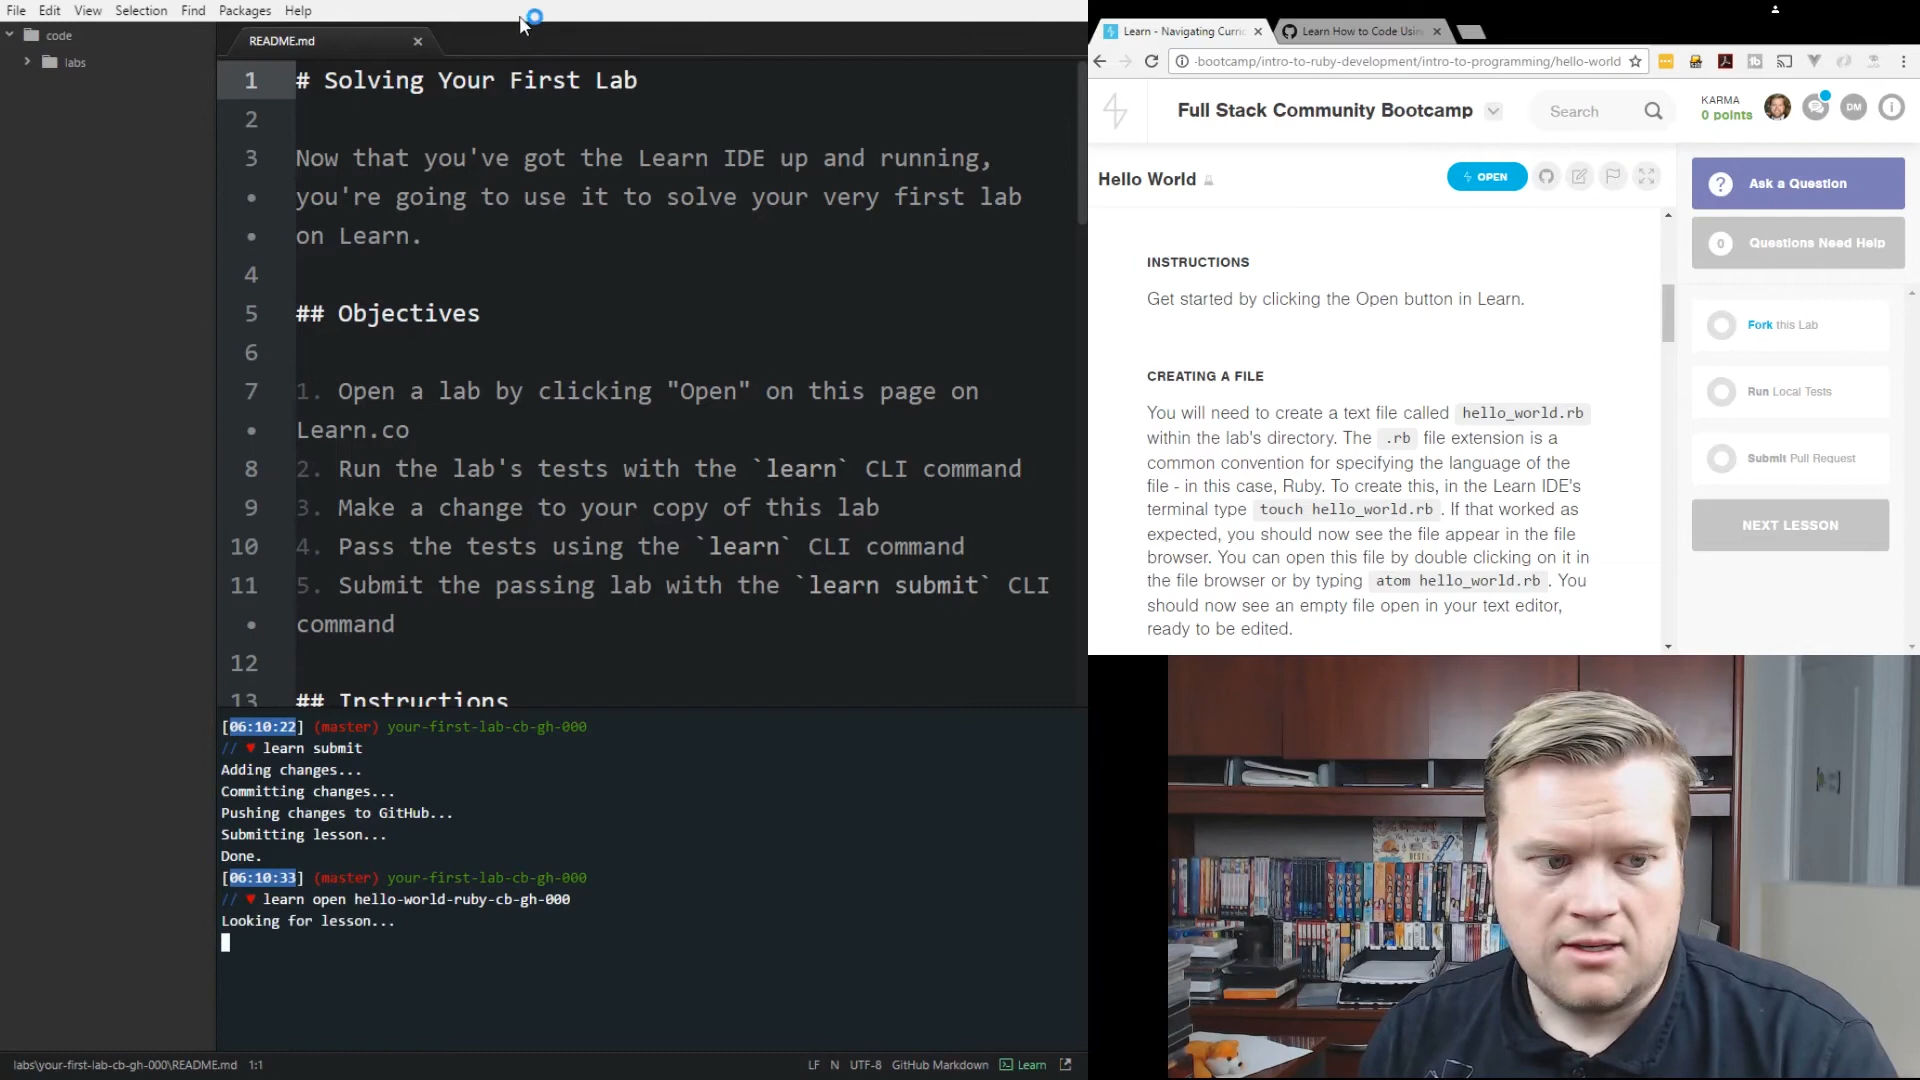 File Edit View Selection Find Packages Help
code
labs
README.md
1 # Solving Your First Lab
2
3 Now that you've got the Learn IDE up and running,
• you're going to use it to solve your very first lab
• on Learn.
4
5 ## Objectives
6
7 1. Open a lab by clicking "Open" on this page on
• Learn.co
8 2. Run the lab's tests with the `learn` CLI command
9 3. Make a change to your copy of this lab
10 4. Pass the tests using the `learn` CLI command
11 5. Submit the passing lab with the `learn submit` CLI
• command
12
13 ## Instructions
[06:10:22] (master) your-first-lab-cb-gh-000
// ♥ learn submit
Adding changes...
Committing changes...
Pushing changes to GitHub...
Submitting lesson...
Done.
[06:10:33] (master) your-first-lab-cb-gh-000
// ♥ learn open hello-world-ruby-cb-gh-000
Looking for lesson...
labs\your-first-lab-cb-gh-000\README.md 1:1
LF N UTF-8 GitHub Markdown Learn
Learn - Navigating Curric
Learn How to Code Usin
-bootcamp/intro-to-ruby-development/intro-to-programming/hello-world
Full Stack Community Bootcamp
Search
KARMA
0 points
DM
Hello World
OPEN
INSTRUCTIONS
Get started by clicking the Open button in Learn.
CREATING A FILE
You will need to create a text file called hello_world.rb
within the lab's directory. The .rb file extension is a
common convention for specifying the language of the
file - in this case, Ruby. To create this, in the Learn IDE's
terminal type touch hello_world.rb . If that worked as
expected, you should now see the file appear in the file
browser. You can open this file by double clicking on it in
the file browser or by typing atom hello_world.rb . You
should now see an empty file open in your text editor,
ready to be edited.
? Ask a Question
0 Questions Need Help
Fork this Lab
Run Local Tests
Submit Pull Request
NEXT LESSON